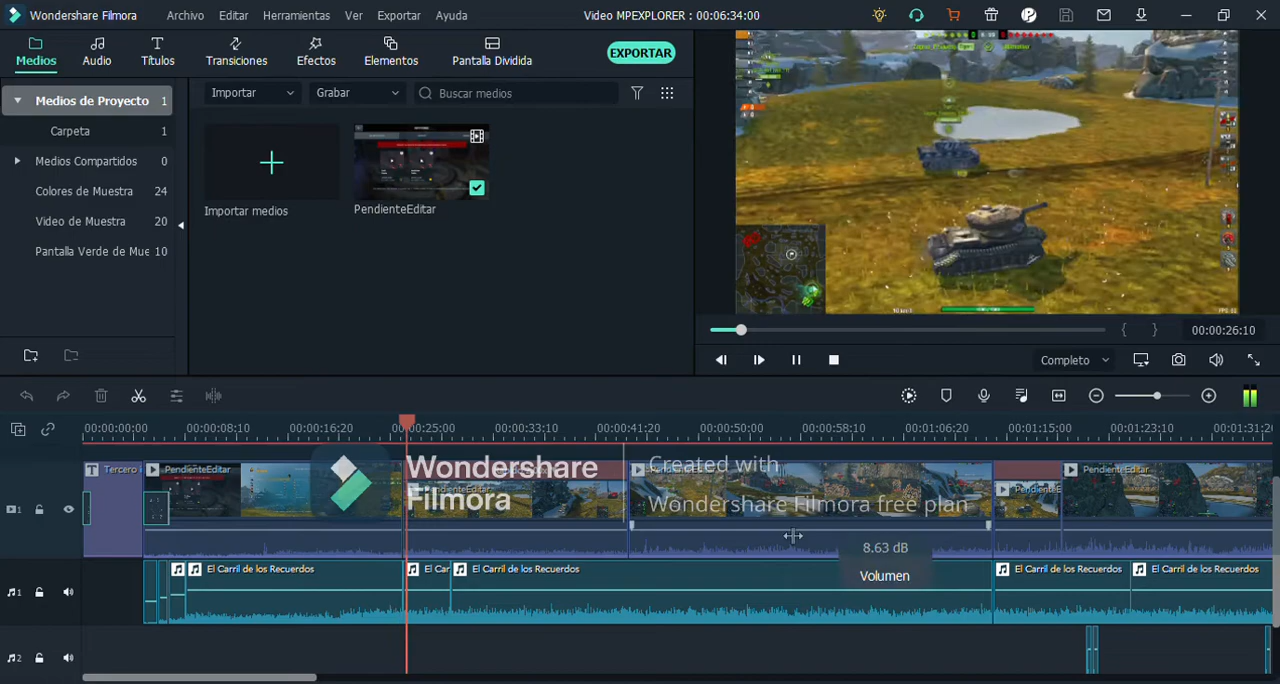 Wondershare Filmora Archivo Editar Herramientas Ver Exportar Ayuda Video MPEXPLORER : 00:06:34:00
Medios Audio Títulos Transiciones Efectos Elementos Pantalla Dividida EXPORTAR
Medios de Proyecto 1
Carpeta 1
Medios Compartidos 0
Colores de Muestra 24
Video de Muestra 20
Pantalla Verde de Mue 10
Importar Grabar Buscar medios
Importar medios PendienteEditar
00:00:26:10
Completo
00:00:00:00 00:00:08:10 00:00:16:20 00:00:25:00 00:00:33:10 00:00:41:20 00:00:50:00 00:00:58:10 00:01:06:20 00:01:15:00 00:01:23:10 00:01:31:20
Tercero PendienteEditar PendienteEditar PendienteE PendienteEditar
Wondershare
Filmora
Created with
Wondershare Filmora free plan
1
8.63 dB
Volumen
El Carril de los Recuerdos El Car El Carril de los Recuerdos El Carril de los Recuerdos El Carril de los Recuerdos
1
2